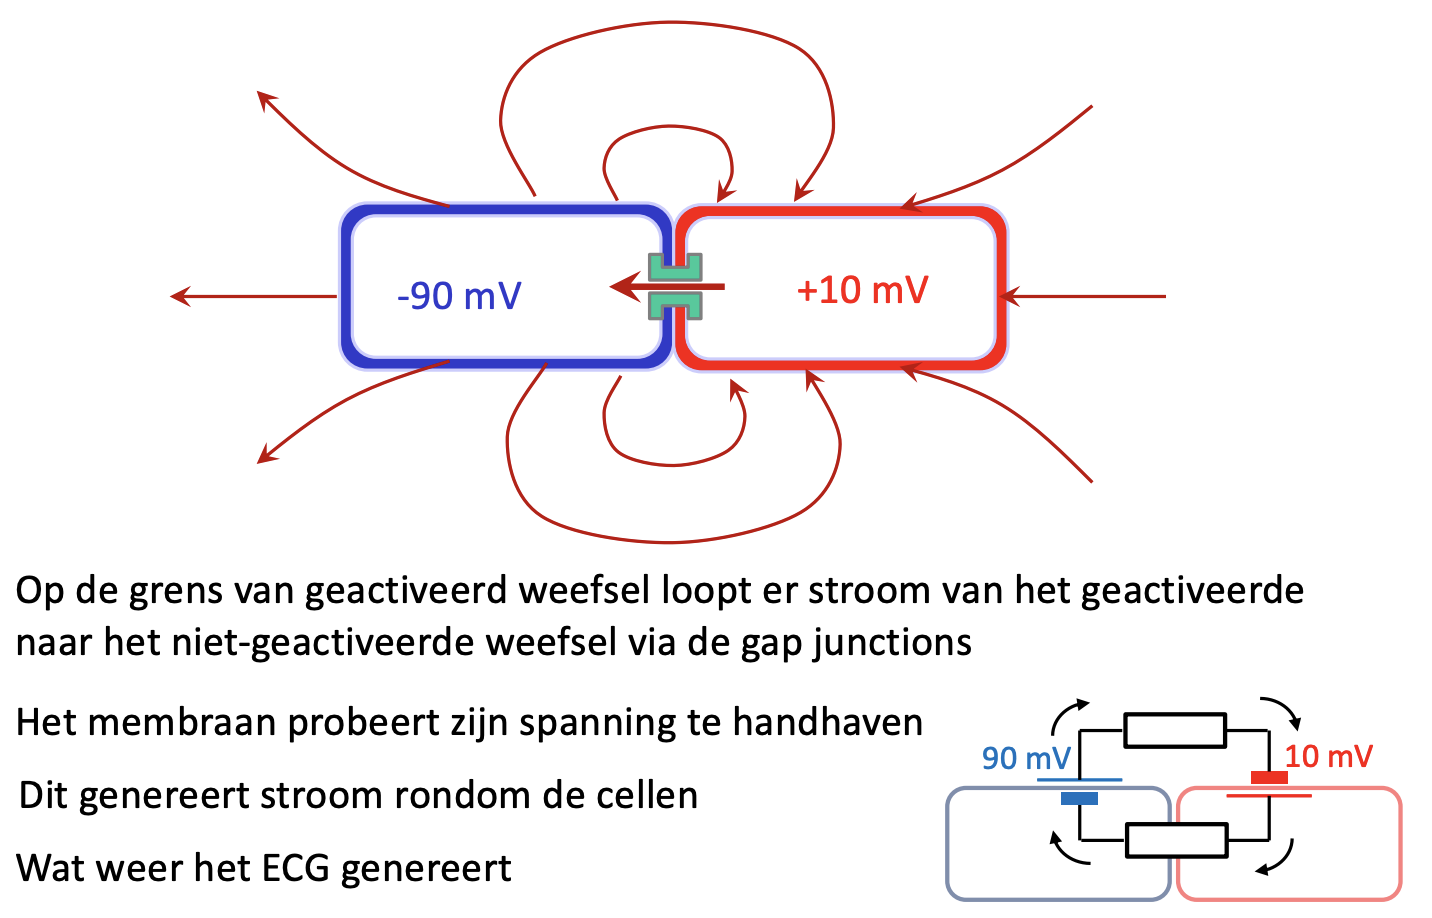 -90 mV
+10 mV
Op de grens van geactiveerd weefsel loopt er stroom van het geactiveerde
naar het niet-geactiveerde weefsel via de gap junctions
Het membraan probeert zijn spanning te handhaven
90 mV
10 mV
Dit genereert stroom rondom de cellen
Wat weer het ECG genereert